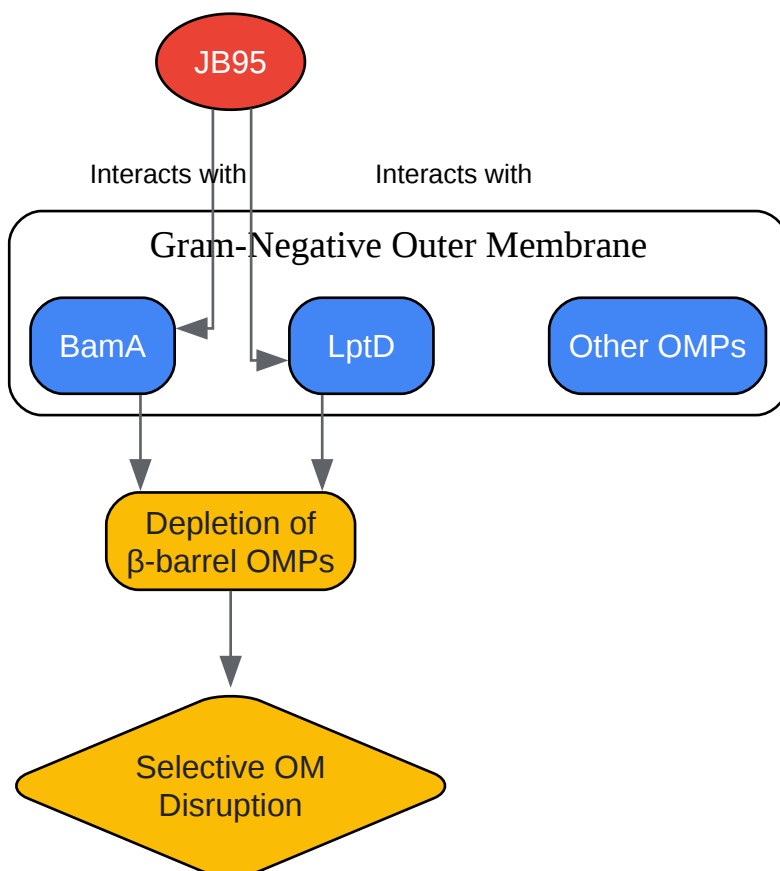 JB95
Interacts with
Interacts with
Gram-Negative Outer Membrane
BamA
LptD
Other OMPs
Depletion of
β-barrel OMPs
Selective OM
Disruption